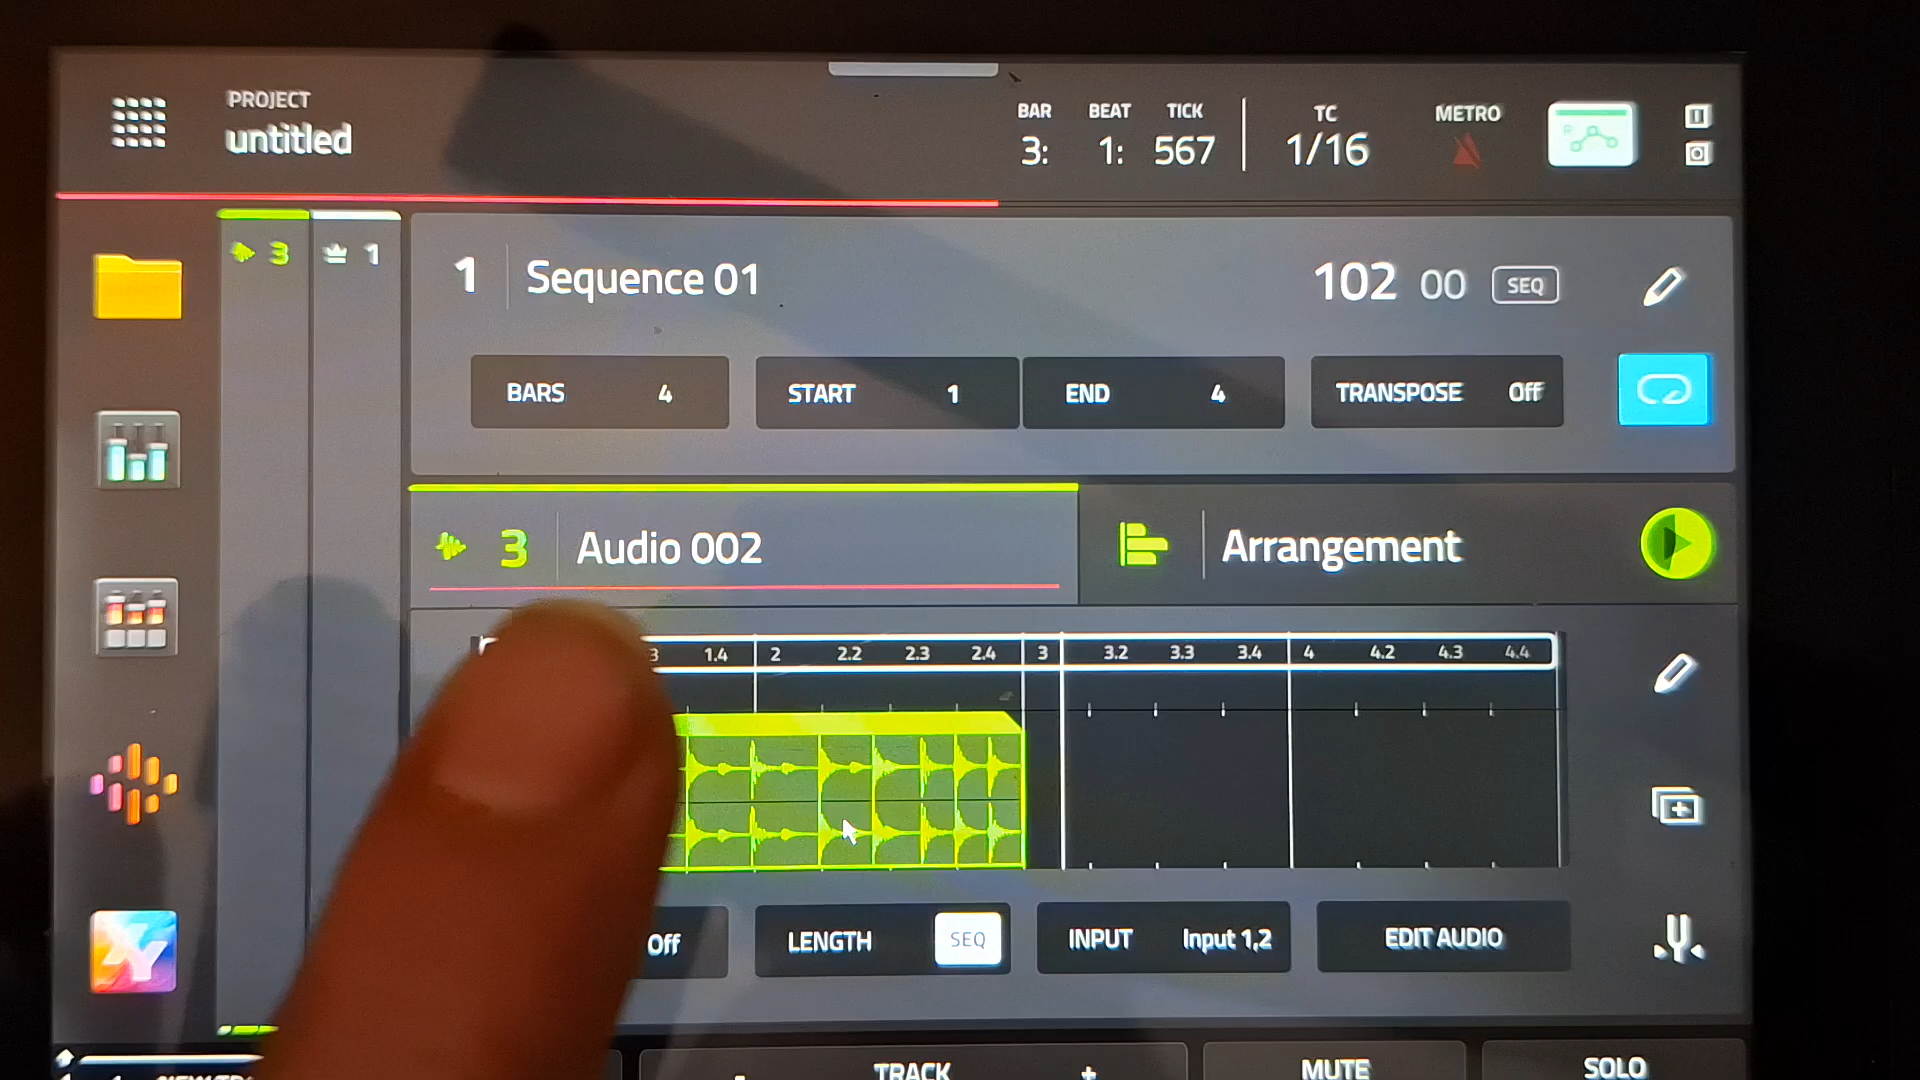 PROJECT
untitled
BAR BEAT TICK TC METRO
3: 1: 567 1/16
3 1
1 Sequence 01 102 00 SEQ
BARS 4 START 1 END 4 TRANSPOSE Off
3 Audio 002 Arrangement
3 1.4 2 2.2 2.3 2.4 3 3.2 3.3 3.4 4 4.2 4.3 4.4
Off LENGTH SEQ INPUT Input 1,2 EDIT AUDIO
- TRACK + MUTE SOLO